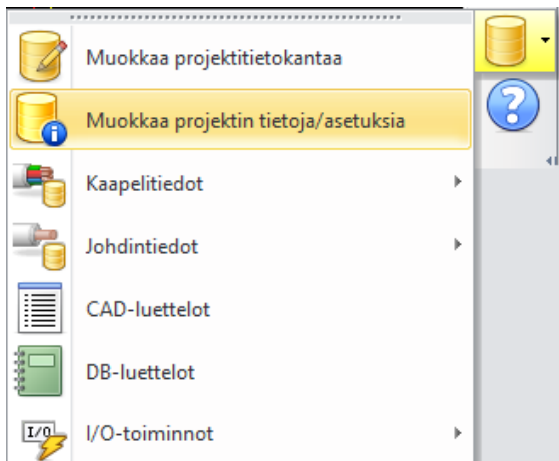 Muokkaa projektitietokantaa
Muokkaa projektin tietoja/asetuksia
Kaapelitiedot
Johdintiedot
CAD-luettelot
DB-luettelot
I/O
I/O-toiminnot